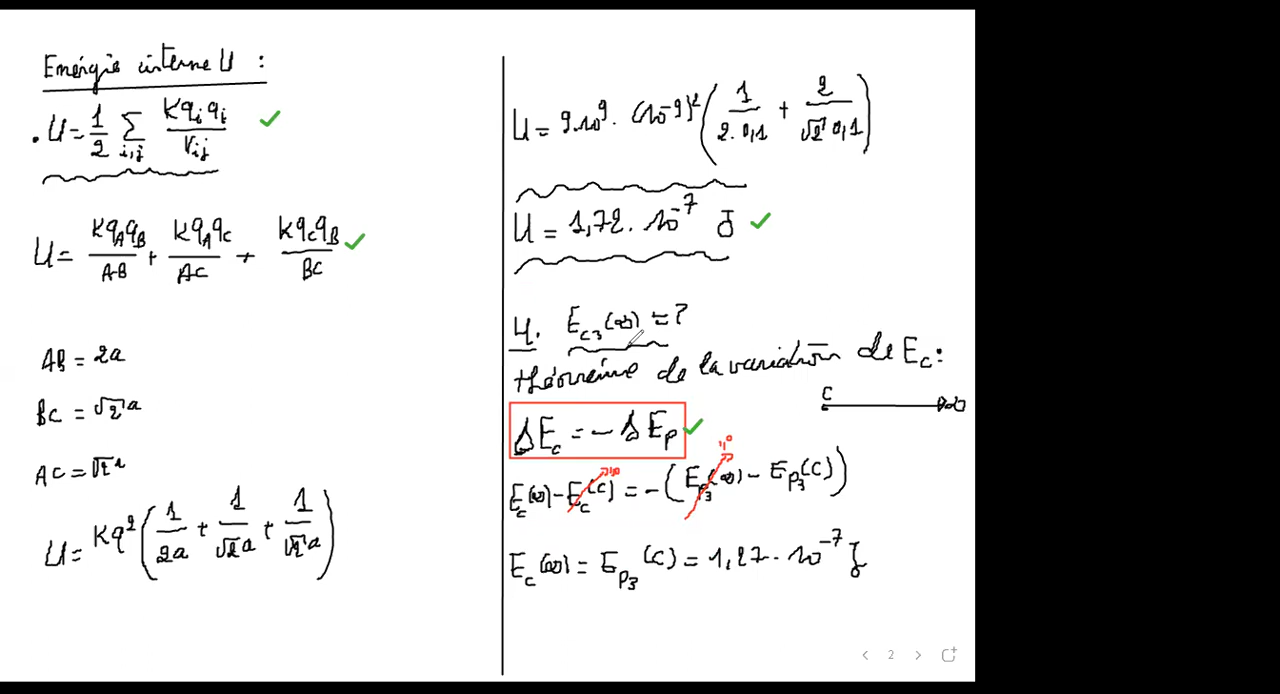 Energie interne U :
. U = 1/2 ∑_{i,j} Kq_i q_j / r_ij ✓
U = Kq_A q_B / AB + Kq_A q_C / AC + Kq_C q_B / BC ✓
AB = 2a
BC = √2 a
AC = √2 a
U = Kq² (1/2a + 1/√2 a + 1/√2 a)
U = 9.10⁹ . (10⁻⁹)² (1/2.0,1 + 2/√2 0,1)
U = 1,72 . 10⁻⁷ J ✓
4. E_c3(∞) = ?
théorème de la variation de E_c :
C ∞
ΔE_c = - ΔE_p ✓
E_c(∞) - E_c(C) = - (E_p3(∞) - E_p3(C))
E_c(∞) = E_p3(C) = 1,27 . 10⁻⁷ J
2